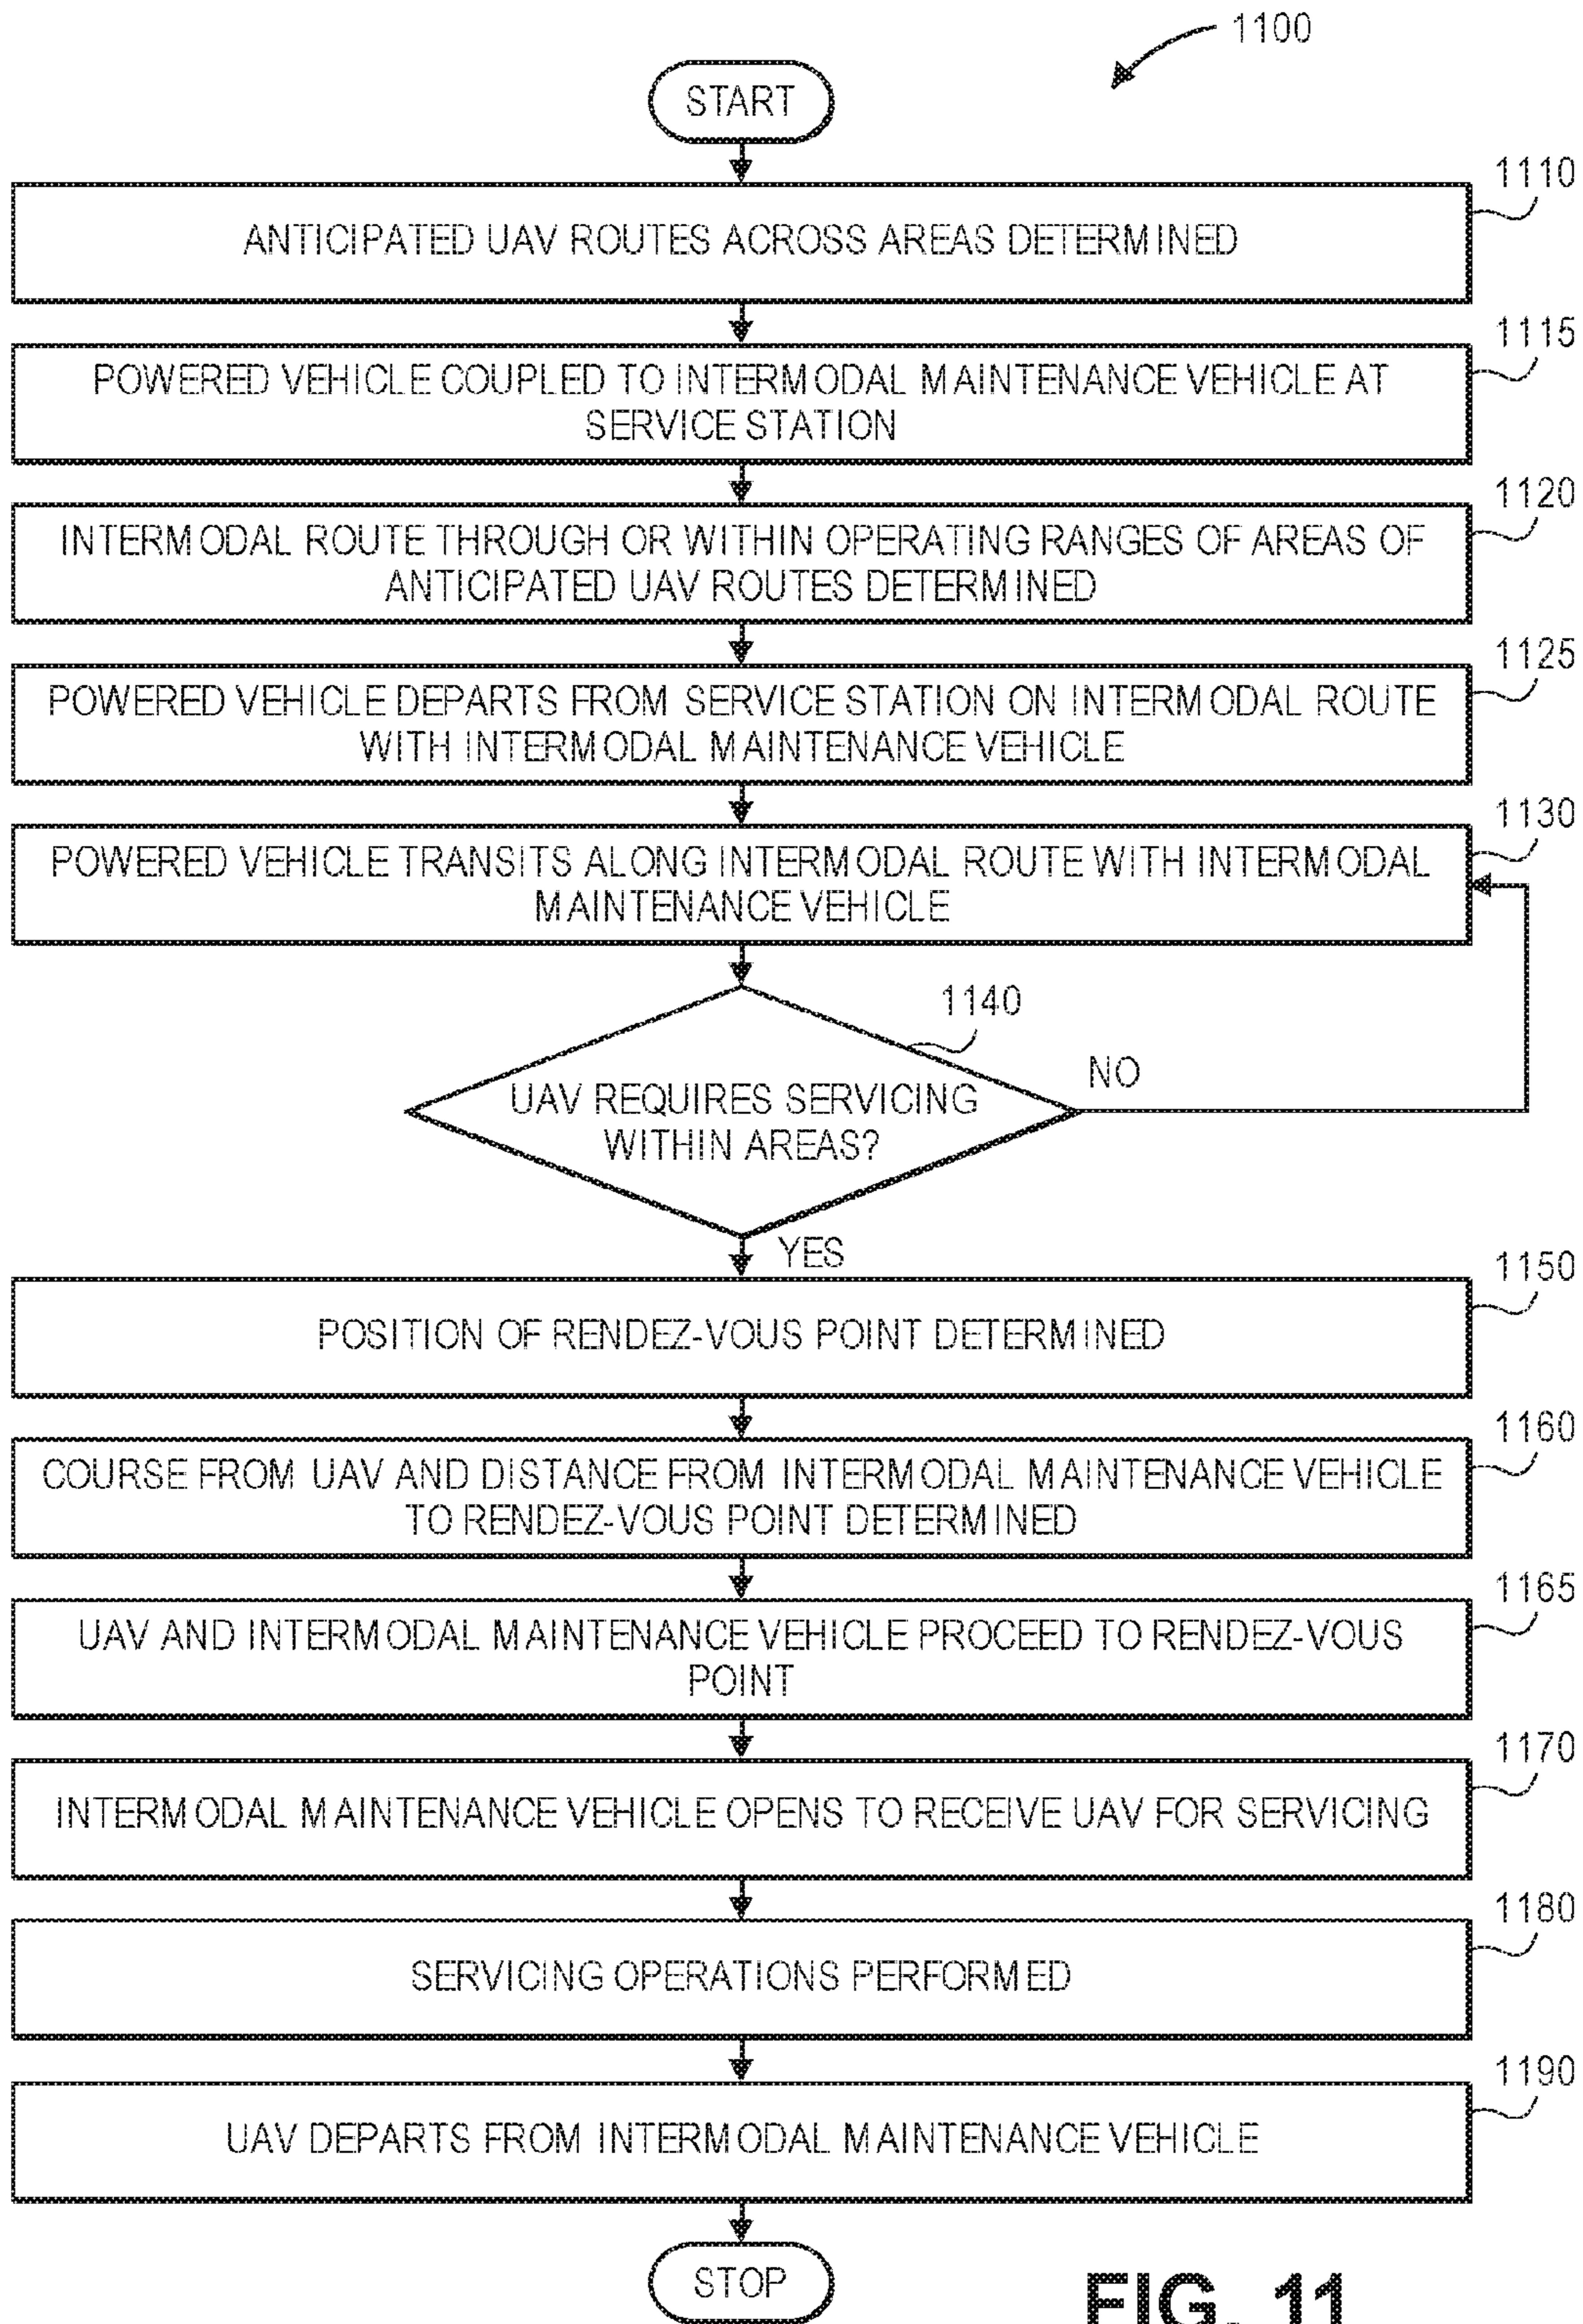 1100
START
1110
ANTICIPATED UAV ROUTES ACROSS AREAS DETERMINED
1115
POWERED VEHICLE COUPLED TO INTERMODAL MAINTENANCE VEHICLE AT
SERVICE STATION
1120
INTERMODAL ROUTE THROUGH OR WITHIN OPERATING RANGES OF AREAS OF
ANTICIPATED UAV ROUTES DETERMINED
1125
POWERED VEHICLE DEPARTS FROM SERVICE STATION ON INTERMODAL ROUTE
WITH INTERMODAL MAINTENANCE VEHICLE
1130
POWERED VEHICLE TRANSITS ALONG INTERMODAL ROUTE WITH INTERMODAL
MAINTENANCE VEHICLE
1140
NO
UAV REQUIRES SERVICING
WITHIN AREAS?
YES
1150
POSITION OF RENDEZ-VOUS POINT DETERMINED
1160
COURSE FROM UAV AND DISTANCE FROM INTERMODAL MAINTENANCE VEHICLE
TO RENDEZ-VOUS POINT DETERMINED
1165
UAV AND INTERMODAL MAINTENANCE VEHICLE PROCEED TO RENDEZ-VOUS
POINT
1170
INTERMODAL MAINTENANCE VEHICLE OPENS TO RECEIVE UAV FOR SERVICING
1180
SERVICING OPERATIONS PERFORMED
1190
UAV DEPARTS FROM INTERMODAL MAINTENANCE VEHICLE
STOP
FIG. 11